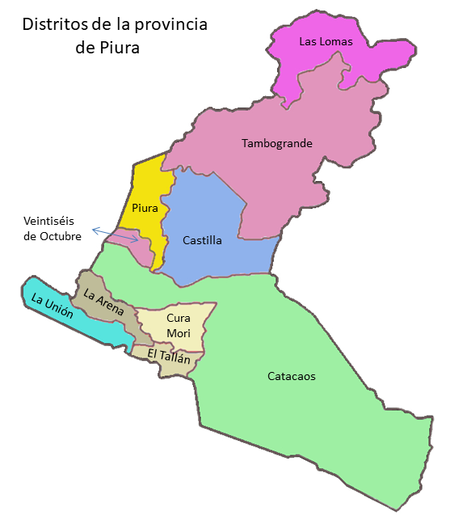 Distritos de la provincia
de Piura
Las Lomas
Tambogrande
Piura
Veintiséis
de Octubre
Castilla
La Unión
La Arena
Cura
Mori
El Tallán
Catacaos